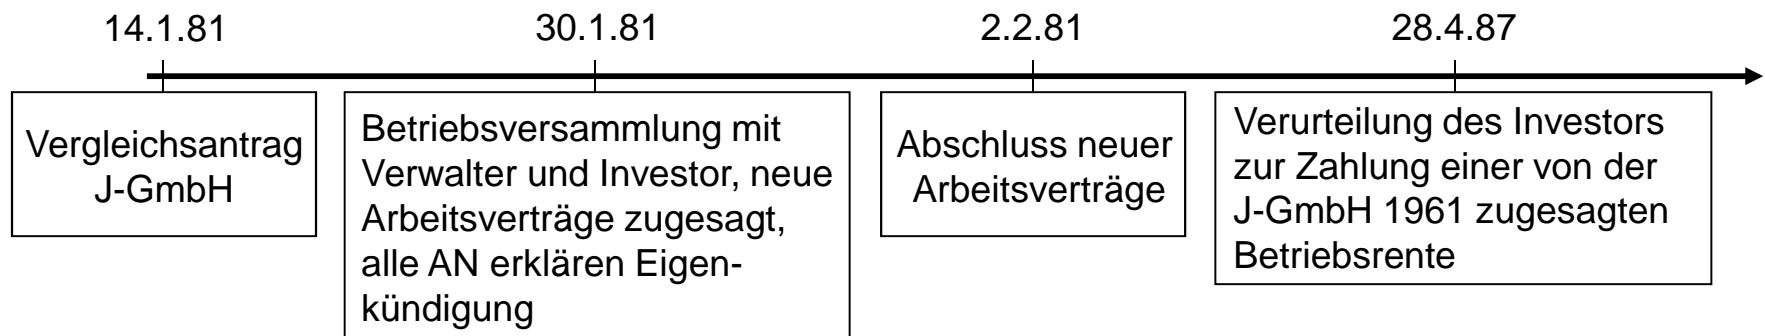 14.1.81
30.1.81
2.2.81
28.4.87
Vergleichsantrag
J-GmbH
Betriebsversammlung mit
Verwalter und Investor, neue
Arbeitsverträge zugesagt,
alle AN erklären Eigen-
kündigung
Abschluss neuer
Arbeitsverträge
Verurteilung des Investors
zur Zahlung einer von der
J-GmbH 1961 zugesagten
Betriebsrente